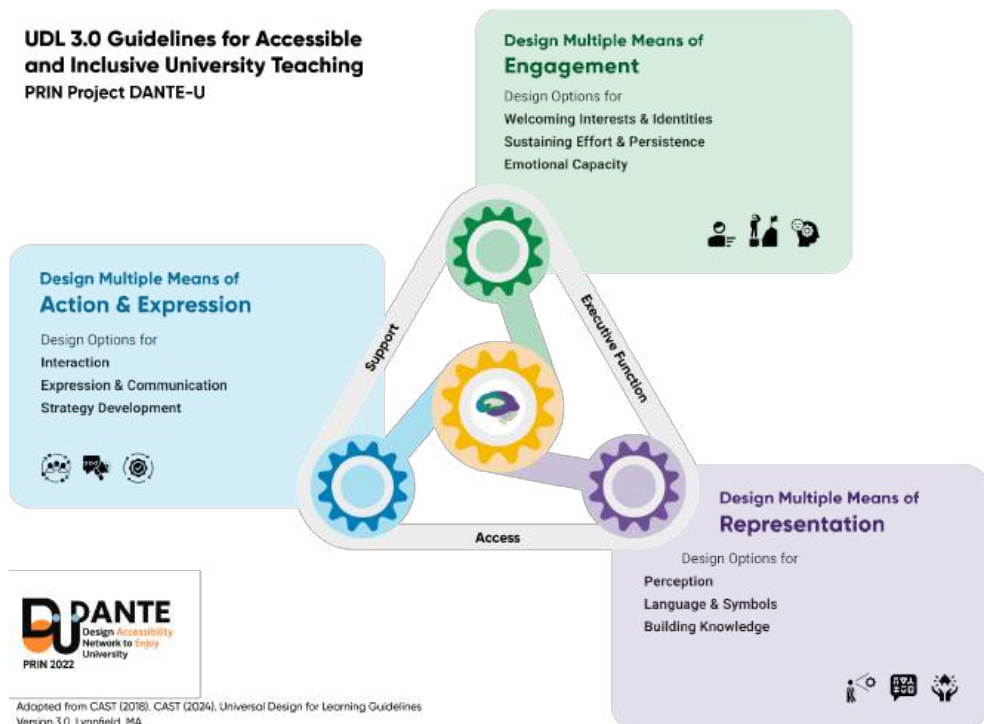 UDL 3.0 Guidelines for Accessible
and Inclusive University Teaching
PRIN Project DANTE-U
Design Multiple Means of
Engagement
Design Options for
Welcoming Interests & Identities
Sustaining Effort & Persistence
Emotional Capacity
Design Multiple Means of
Action & Expression
Design Options for
Interaction
Expression & Communication
Strategy Development
Support
Executive Function
Access
Design Multiple Means of
Representation
Design Options for
Perception
Language & Symbols
Building Knowledge
DU DANTE
Design Accessibility
Network to Enjoy
University
PRIN 2022
Adapted from CAST (2018). CAST (2024). Universal Design for Learning Guidelines
Version 3.0. Lynnfield, MA